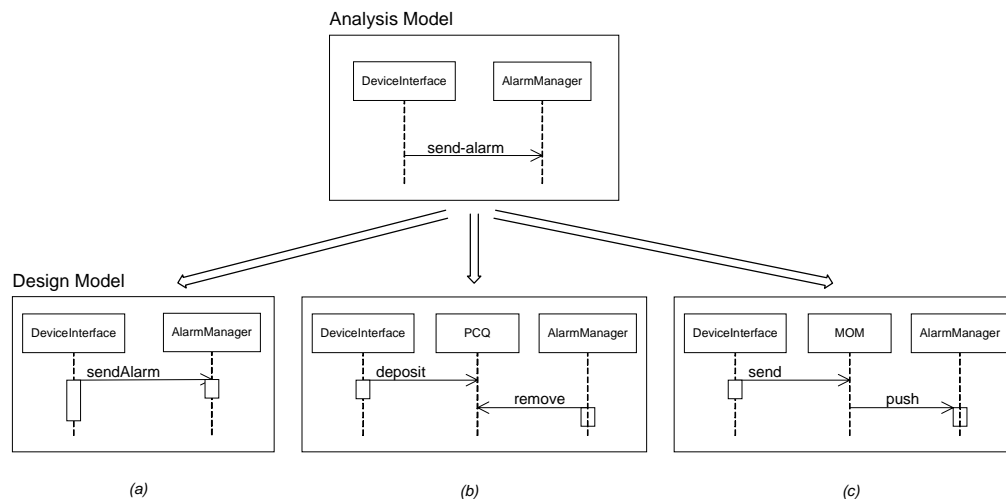 Analysis Model
DeviceInterface AlarmManager
send-alarm
Design Model
DeviceInterface AlarmManager
sendAlarm
(a)
DeviceInterface PCQ AlarmManager
deposit
remove
(b)
DeviceInterface MOM AlarmManager
send
push
(c)